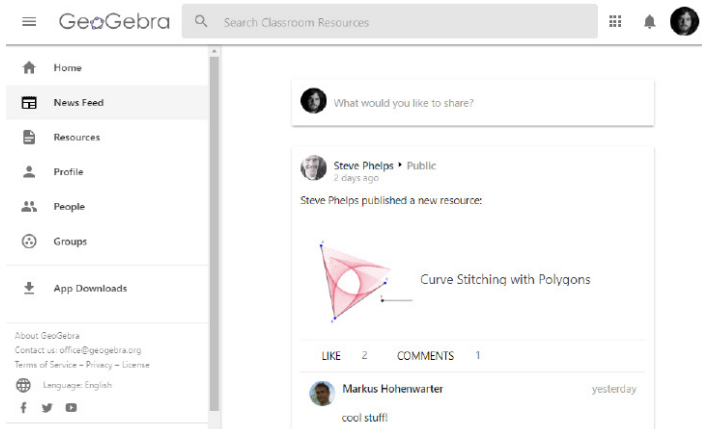 GeoGebra
Search Classroom Resources
Home
News Feed
Resources
Profile
People
Groups
App Downloads
About GeoGebra
Contact us: office@geogebra.org
Terms of Service – Privacy – License
Language: English
What would you like to share?
Steve Phelps ‣ Public
2 days ago
Steve Phelps published a new resource:
Curve Stitching with Polygons
LIKE 2 COMMENTS 1
Markus Hohenwarter yesterday
cool stuff!